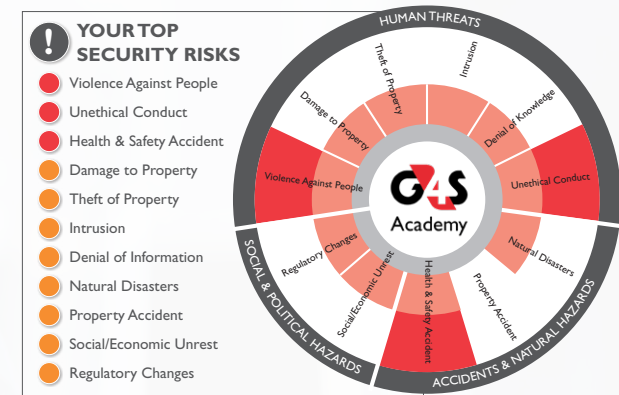 !
YOUR TOP
SECURITY RISKS
Violence Against People
Unethical Conduct
Health & Safety Accident
Damage to Property
Theft of Property
Intrusion
Denial of Information
Natural Disasters
Property Accident
Social/Economic Unrest
Regulatory Changes
HUMAN THREATS
Violence Against People
Damage to Property
Theft of Property
Intrusion
Denial of Knowledge
Unethical Conduct
Natural Disasters
Property Accident
Health & Safety Accident
Social/Economic Unrest
Regulatory Changes
SOCIAL & POLITICAL HAZARDS
ACCIDENTS & NATURAL HAZARDS
G4S
Academy